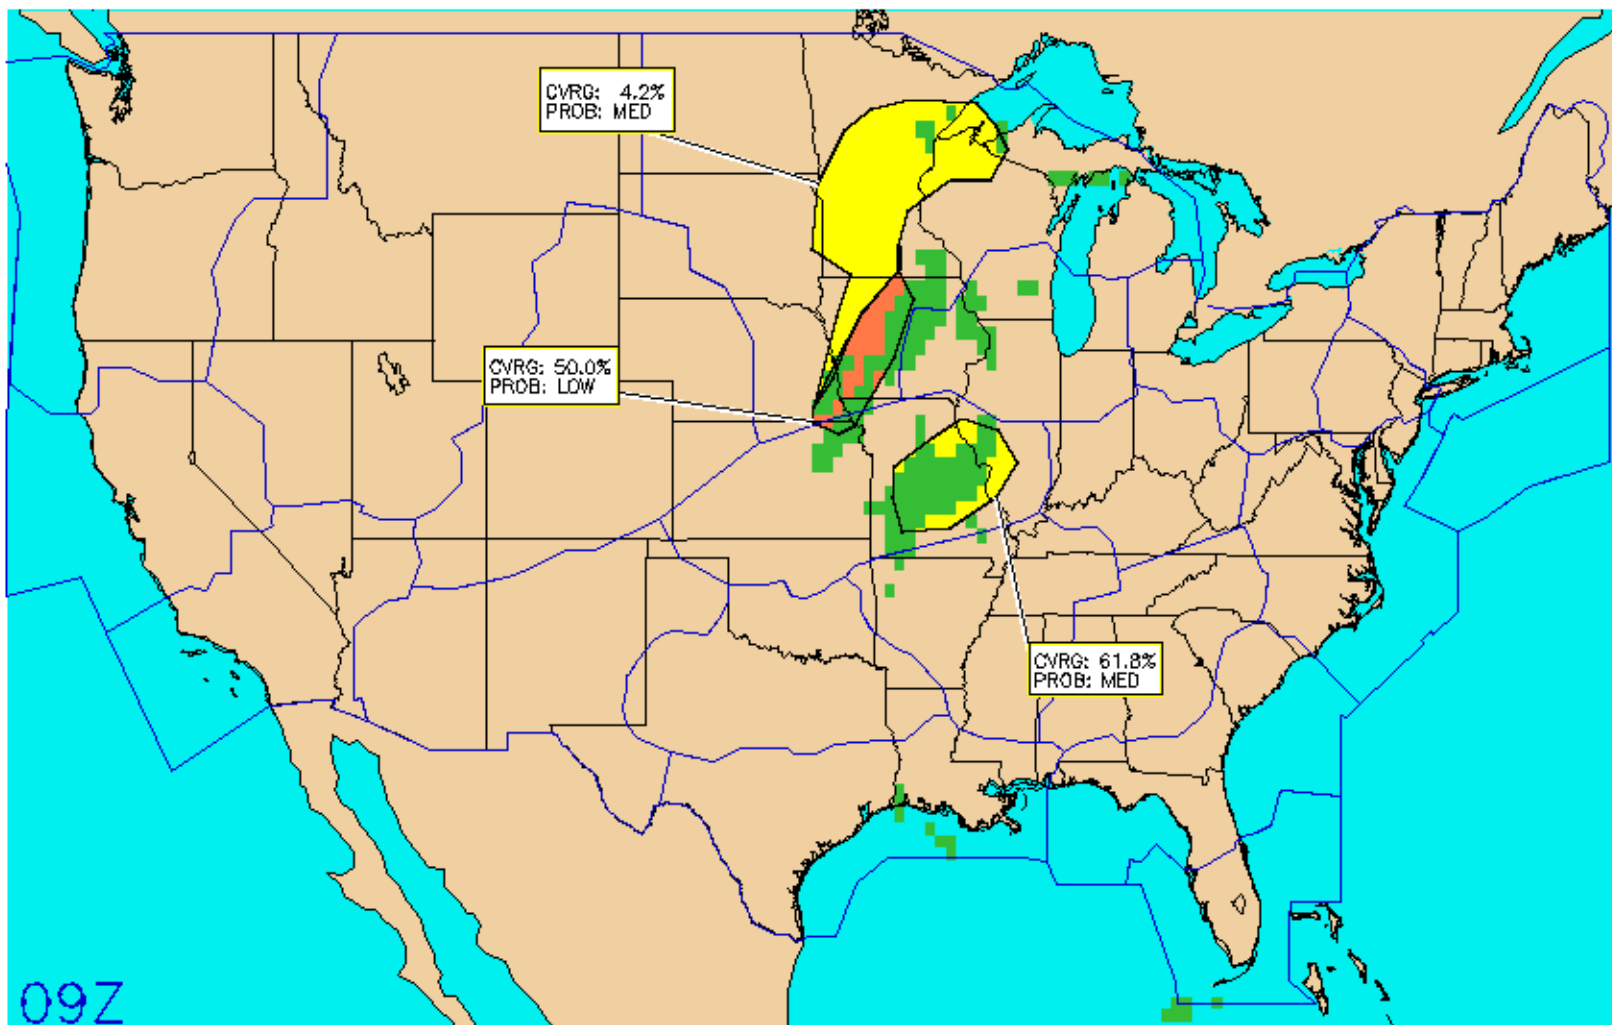 CVRG: 4.2%
PROB: MED
CVRG: 50.0%
PROB: LOW
CVRG: 61.8%
PROB: MED
09Z